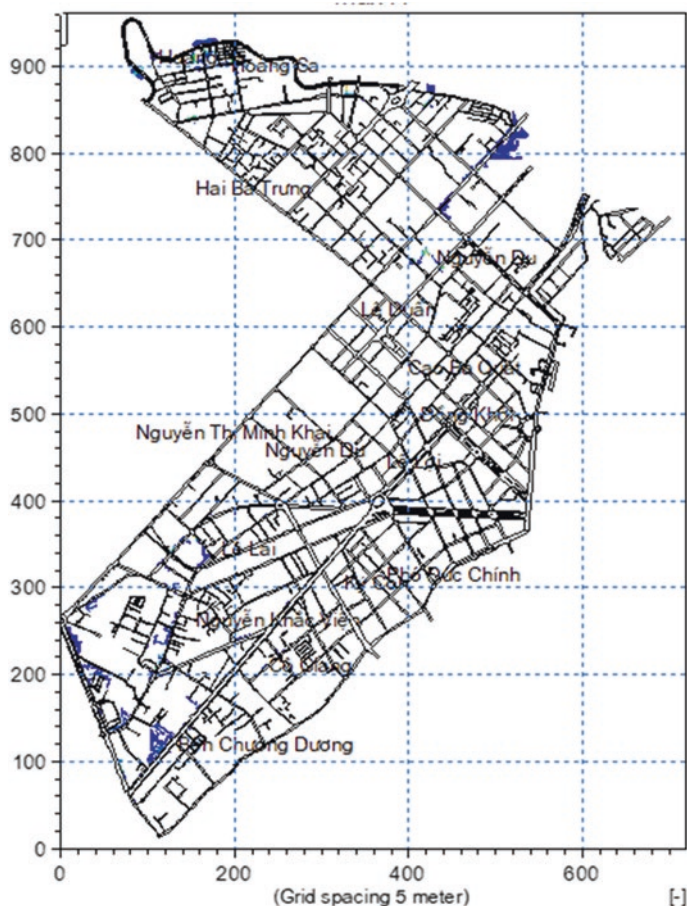 900
800
700
600
500
400
300
200
100
0
Hoàng Sa
Hai Bà Trưng
Nguyễn Du
Lê Duẩn
Cao Bá Quát
Đồng Khởi
Nguyễn Thị Minh Khai
Nguyễn Du
Lê Lợi
Lê Lai
Phó Đức Chính
Nguyễn Khắc Viện
Cô Giang
Bến Chương Dương
0 200 400 600
(Grid spacing 5 meter) [-]